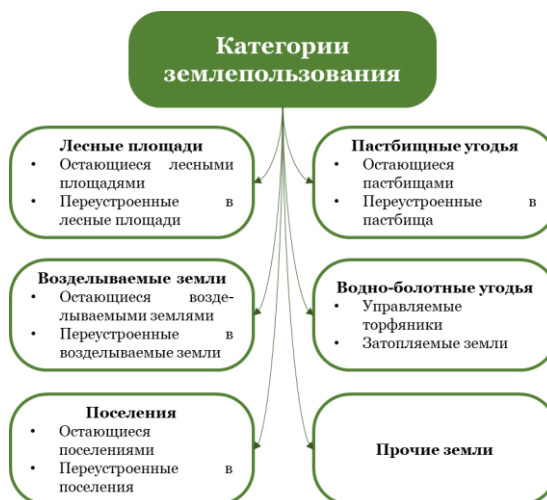 Категории
землепользования
Лесные площади
• Остающиеся лесными
площадями
• Переустроенные в
лесные площади
Пастбищные угодья
• Остающиеся
пастбищами
• Переустроенные в
пастбища
Возделываемые земли
• Остающиеся возде-
лываемыми землями
• Переустроенные в
возделываемые земли
Водно-болотные угодья
• Управляемые
торфяники
• Затопляемые земли
Поселения
• Остающиеся
поселениями
• Переустроенные в
поселения
Прочие земли